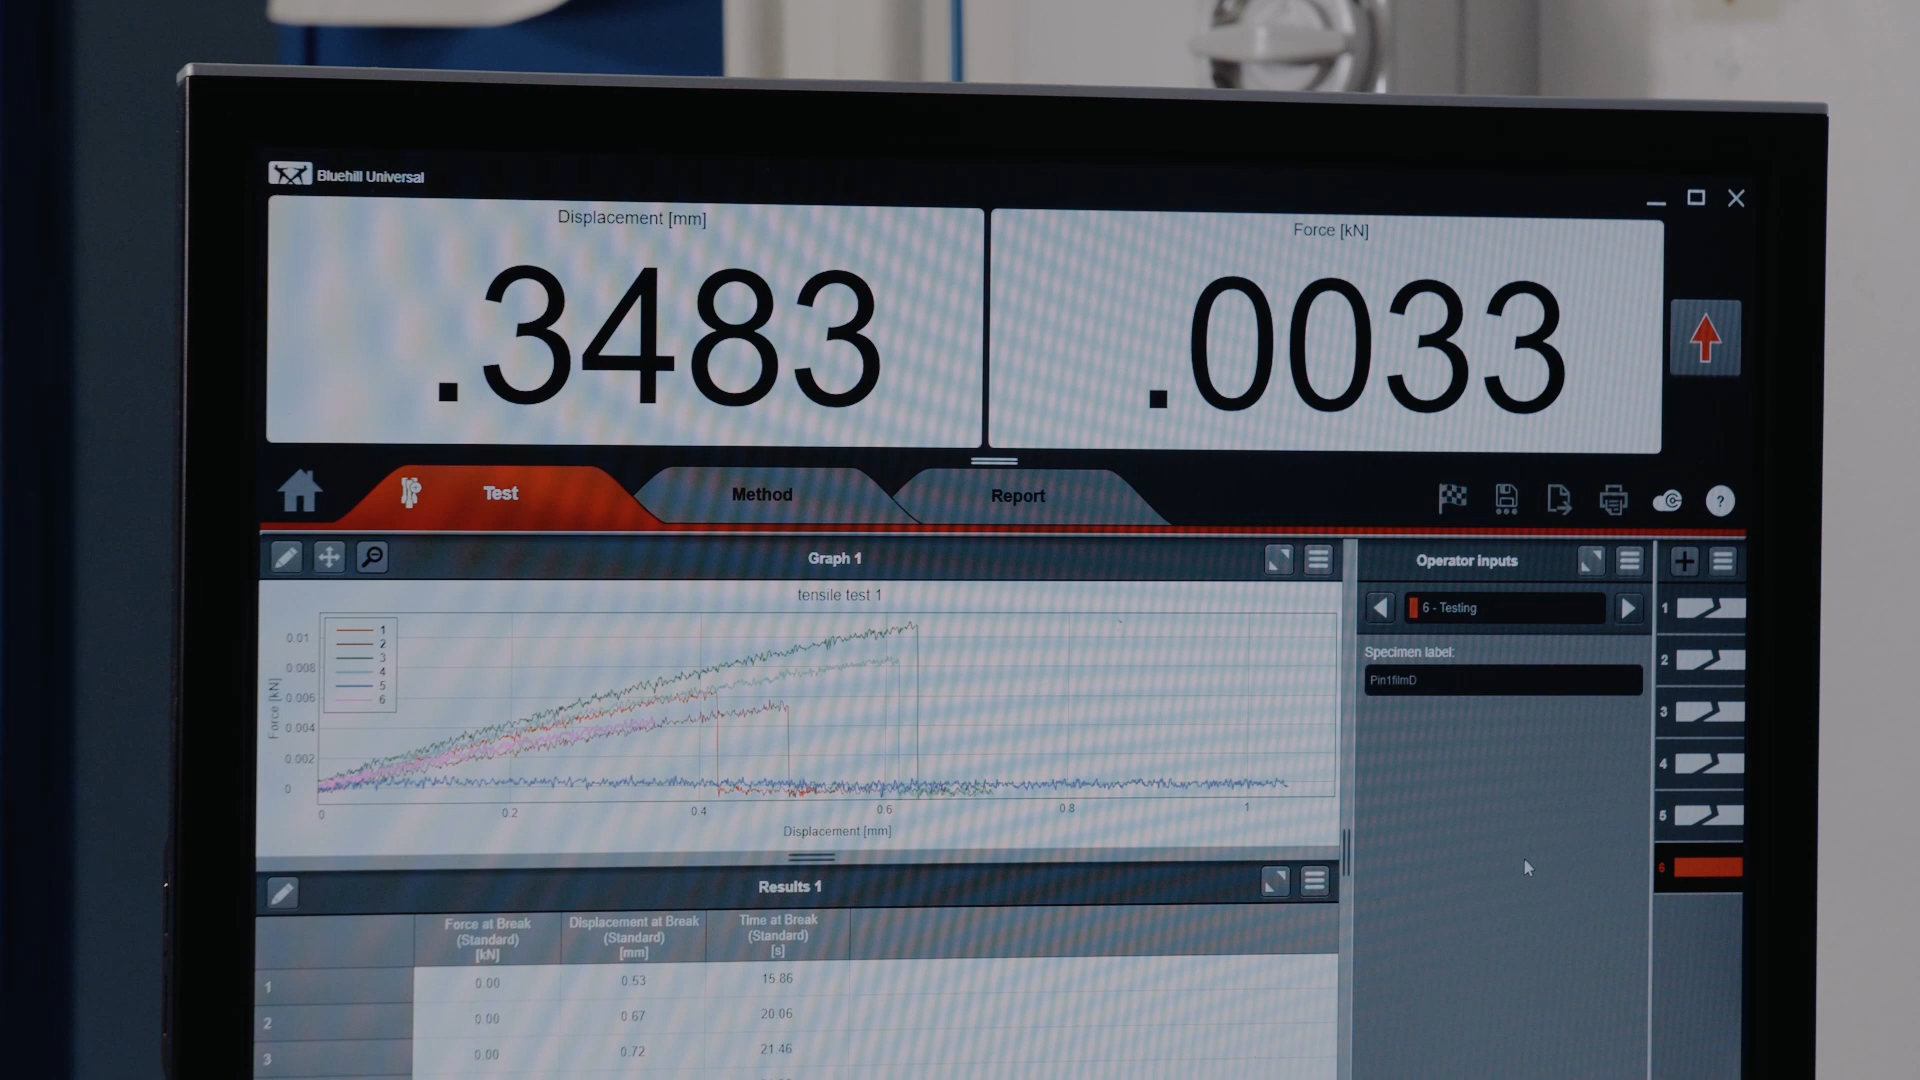 Bluehill Universal
Displacement [mm]
.3483
Force [kN]
.0033
Test
Method
Report
?
Graph 1
tensile test 1
Force [kN]
0.01
0.008
0.006
0.004
0.002
0
1
2
3
4
5
6
0
0.2
0.4
0.6
0.8
1
Displacement [mm]
Operator inputs
6 - Testing
Specimen label:
Pin1filmD
1
2
3
4
5
6
Results 1
Force at Break
(Standard)
[kN]
Displacement at Break
(Standard)
[mm]
Time at Break
(Standard)
[s]
1 0.00 0.53 15.86
2 0.00 0.67 20.06
3 0.00 0.72 21.46